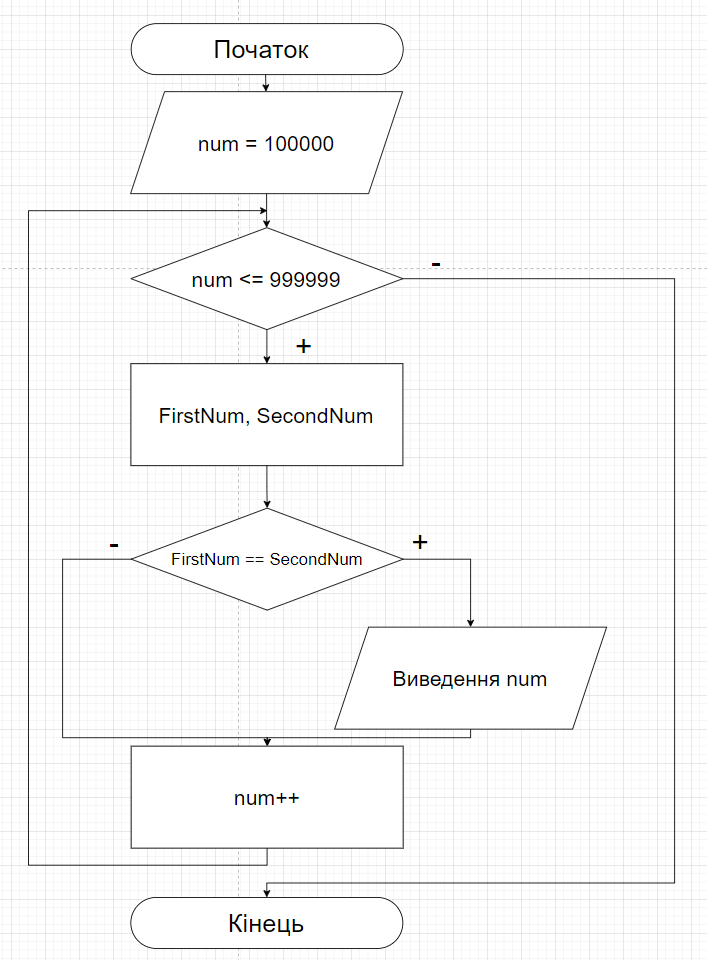 Початок
num = 100000
num <= 999999
-
+
FirstNum, SecondNum
-
FirstNum == SecondNum
+
Виведення num
num++
Кінець